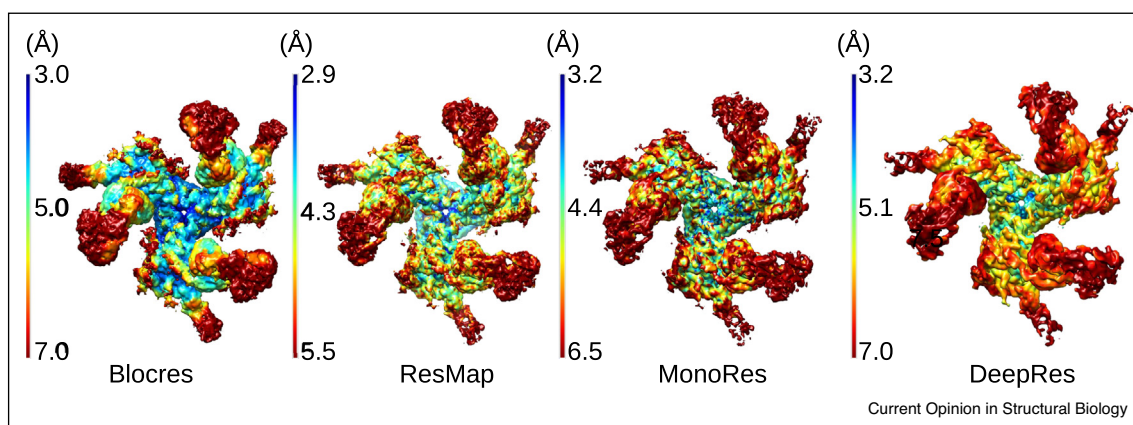 (Å) (Å) (Å) (Å)
3.0 2.9 3.2 3.2
5.0 4.3 4.4 5.1
7.0 5.5 6.5 7.0
Blocres ResMap MonoRes DeepRes
Current Opinion in Structural Biology